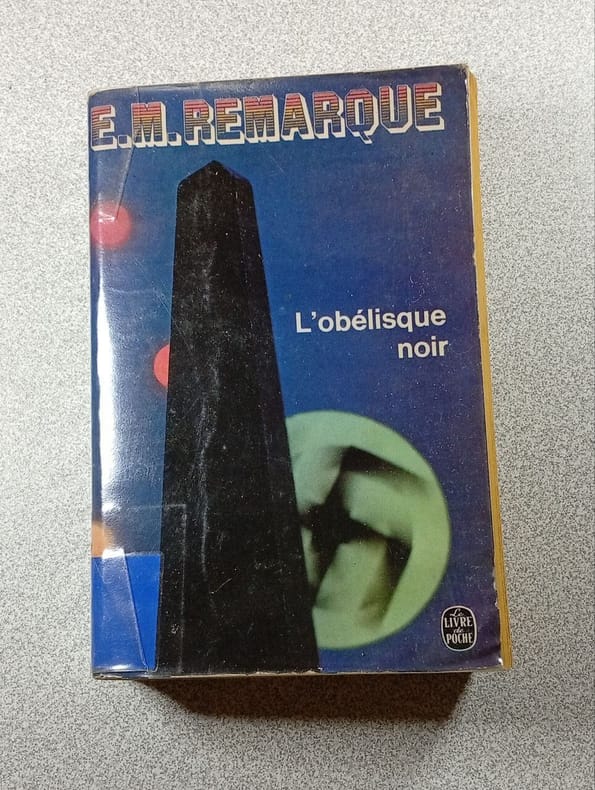 E.M.REMARQUE
L'obélisque
noir
Le
LIVRE
de
POCHE